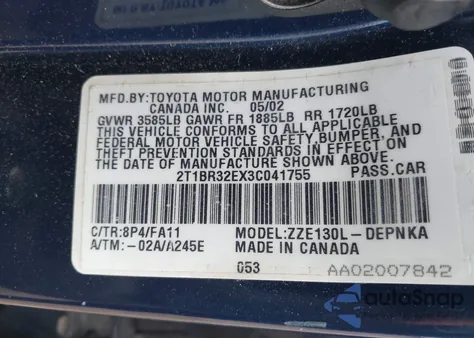 MFD.BY:TOYOTA MOTOR MANUFACTURING
CANADA INC. 05/02
GVWR 3585LB GAWR FR 1885LB RR 1720LB
THIS VEHICLE CONFORMS TO ALL APPLICABLE
FEDERAL MOTOR VEHICLE SAFETY, BUMPER, AND
THEFT PREVENTION STANDARDS IN EFFECT ON
THE DATE OF MANUFACTURE SHOWN ABOVE.
2T1BR32EX3C041755 PASS.CAR
C/TR:8P4/FA11 MODEL:ZZE130L-DEPNKA
A/TM:-02A/A245E MADE IN CANADA
053 AA02007842
AutoSnap